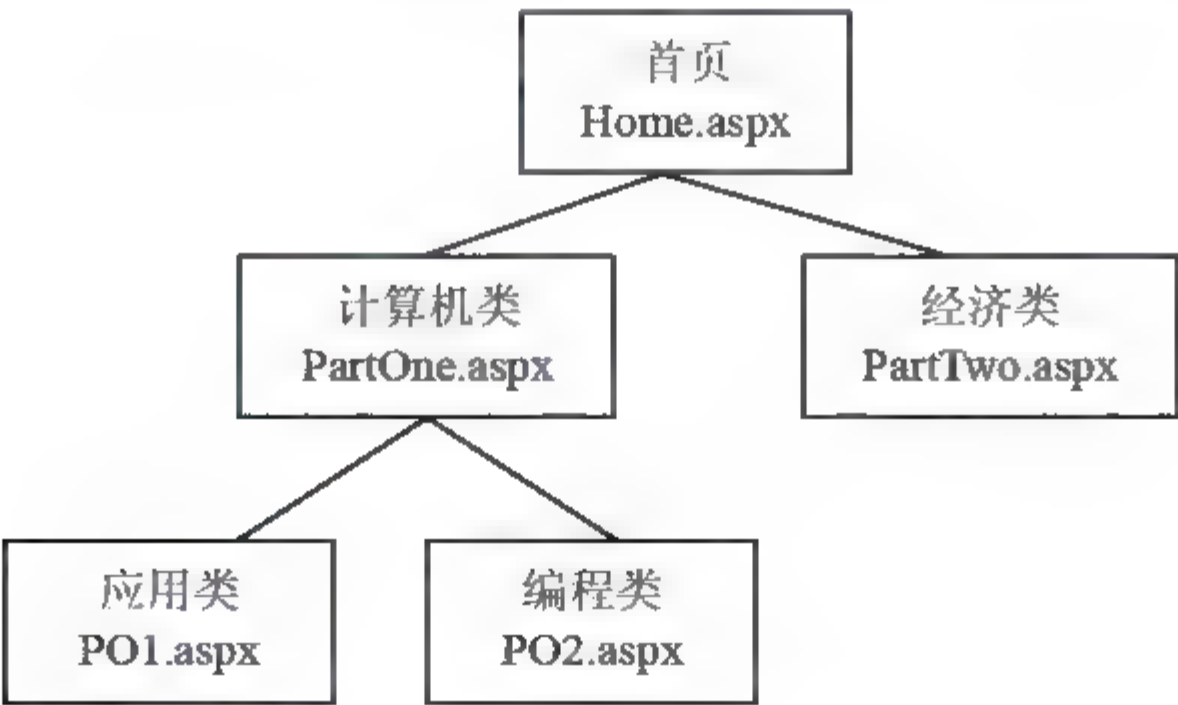 首页
Home.aspx
计算机类
PartOne.aspx
经济类
PartTwo.aspx
应用类
PO1.aspx
编程类
PO2.aspx